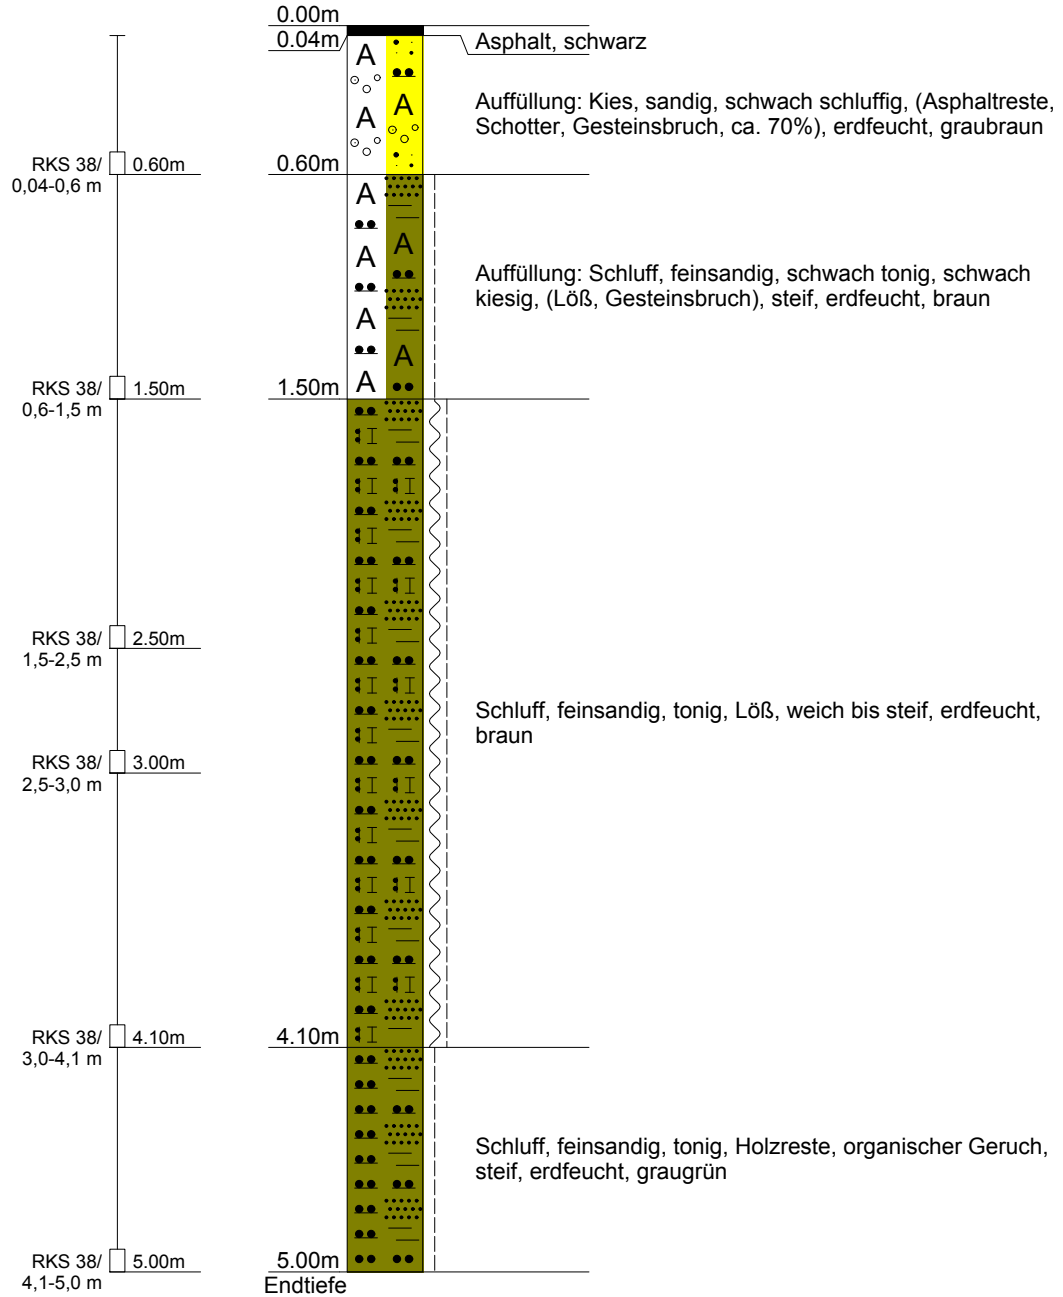 0.00m
0.04m
Asphalt, schwarz
A
A
A
Auffüllung: Kies, sandig, schwach schluffig, (Asphaltreste,
Schotter, Gesteinsbruch, ca. 70%), erdfeucht, graubraun
RKS 38/ 0.60m
0,04-0,6 m
0.60m
A
A
A
A
A
A
Auffüllung: Schluff, feinsandig, schwach tonig, schwach
kiesig, (Löß, Gesteinsbruch), steif, erdfeucht, braun
RKS 38/ 1.50m
0,6-1,5 m
1.50m
RKS 38/ 2.50m
1,5-2,5 m
Schluff, feinsandig, tonig, Löß, weich bis steif, erdfeucht,
braun
RKS 38/ 3.00m
2,5-3,0 m
RKS 38/ 4.10m
3,0-4,1 m
4.10m
Schluff, feinsandig, tonig, Holzreste, organischer Geruch,
steif, erdfeucht, graugrün
RKS 38/ 5.00m
4,1-5,0 m
5.00m
Endtiefe